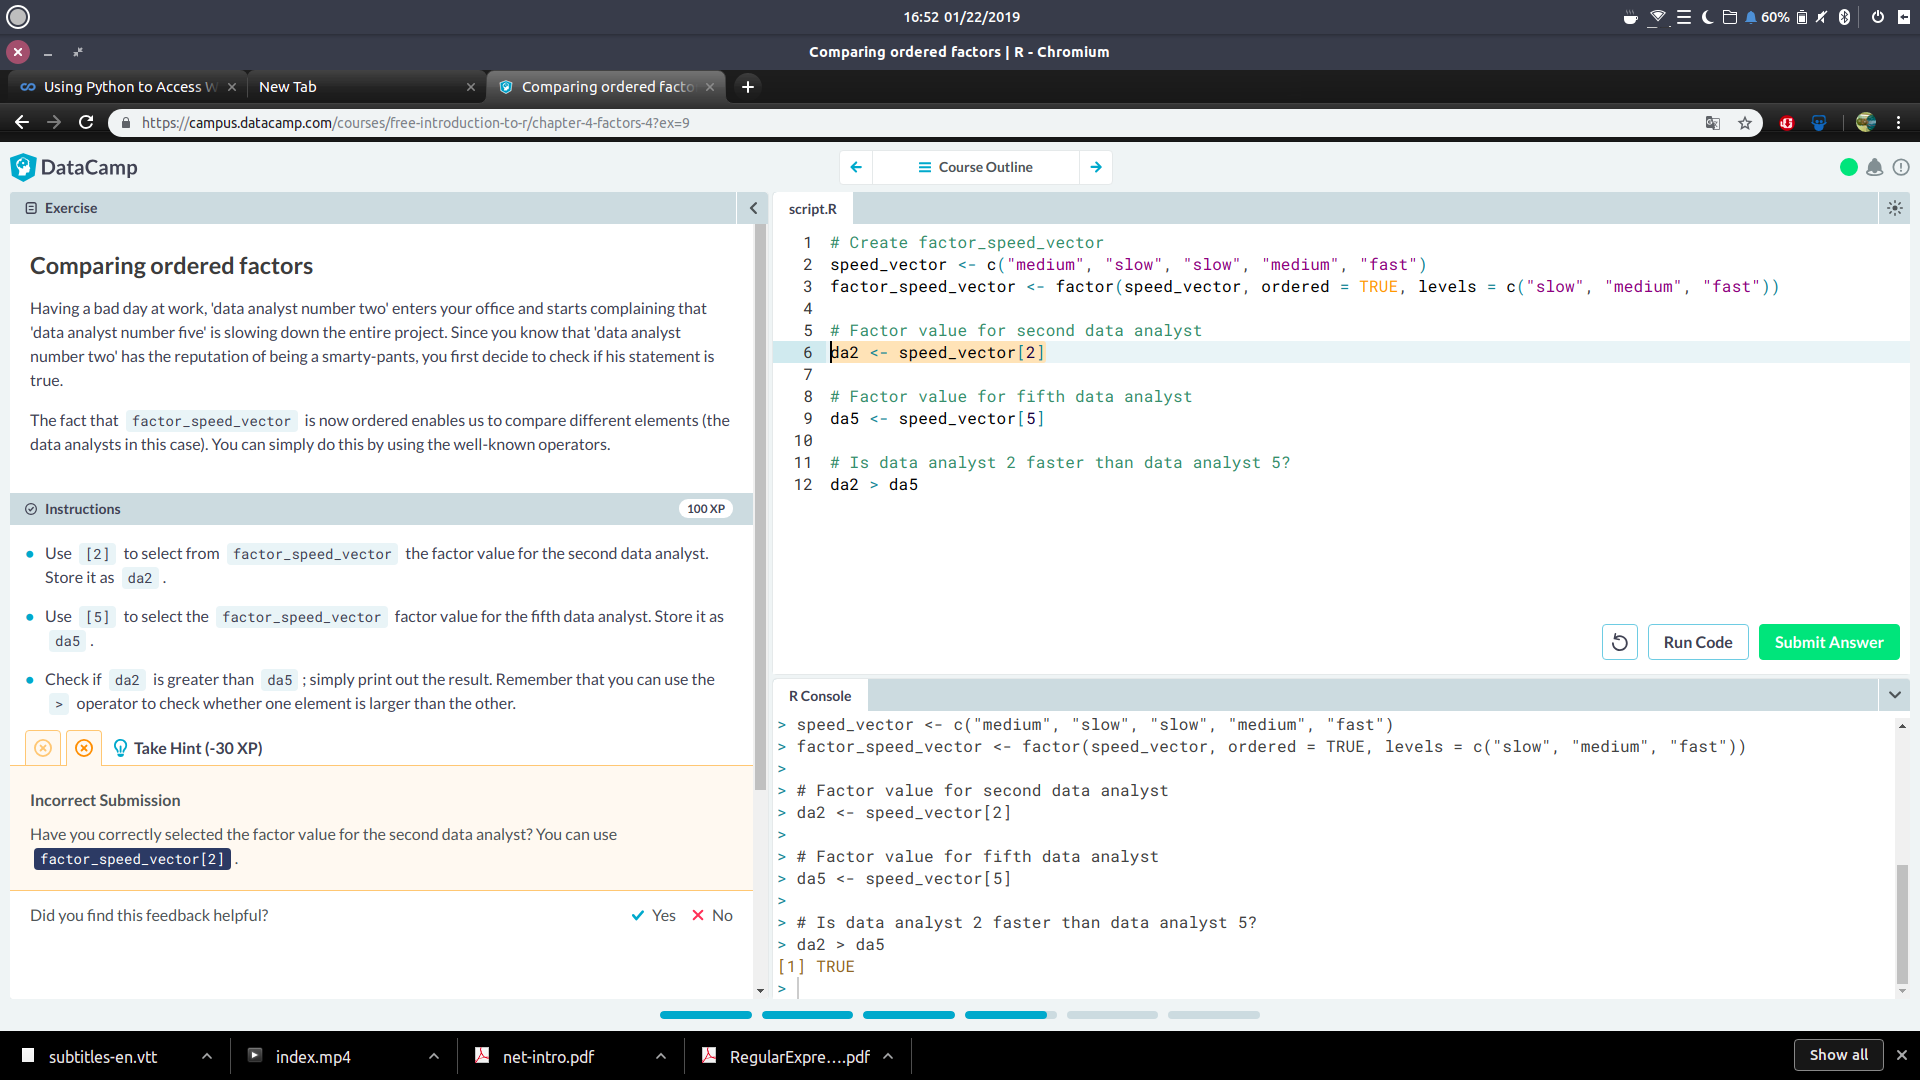 16:52 01/22/2019
60%
Comparing ordered factors | R - Chromium
Using Python to Access W
New Tab
Comparing ordered facto
https://campus.datacamp.com/courses/free-introduction-to-r/chapter-4-factors-4?ex=9
DataCamp
Course Outline
Exercise
Comparing ordered factors
Having a bad day at work, 'data analyst number two' enters your office and starts complaining that
'data analyst number five' is slowing down the entire project. Since you know that 'data analyst
number two' has the reputation of being a smarty-pants, you first decide to check if his statement is
true.
The fact that factor_speed_vector is now ordered enables us to compare different elements (the
data analysts in this case). You can simply do this by using the well-known operators.
Instructions
100 XP
Use [2] to select from factor_speed_vector the factor value for the second data analyst.
Store it as da2 .
Use [5] to select the factor_speed_vector factor value for the fifth data analyst. Store it as
da5 .
Check if da2 is greater than da5 ; simply print out the result. Remember that you can use the
> operator to check whether one element is larger than the other.
Take Hint (-30 XP)
Incorrect Submission
Have you correctly selected the factor value for the second data analyst? You can use
factor_speed_vector[2] .
Did you find this feedback helpful?
Yes
No
script.R
1 # Create factor_speed_vector
2 speed_vector <- c("medium", "slow", "slow", "medium", "fast")
3 factor_speed_vector <- factor(speed_vector, ordered = TRUE, levels = c("slow", "medium", "fast"))
4
5 # Factor value for second data analyst
6 da2 <- speed_vector[2]
7
8 # Factor value for fifth data analyst
9 da5 <- speed_vector[5]
10
11 # Is data analyst 2 faster than data analyst 5?
12 da2 > da5
Run Code
Submit Answer
R Console
> speed_vector <- c("medium", "slow", "slow", "medium", "fast")
> factor_speed_vector <- factor(speed_vector, ordered = TRUE, levels = c("slow", "medium", "fast"))
>
> # Factor value for second data analyst
> da2 <- speed_vector[2]
>
> # Factor value for fifth data analyst
> da5 <- speed_vector[5]
>
> # Is data analyst 2 faster than data analyst 5?
> da2 > da5
[1] TRUE
>
subtitles-en.vtt
index.mp4
net-intro.pdf
RegularExpre....pdf
Show all